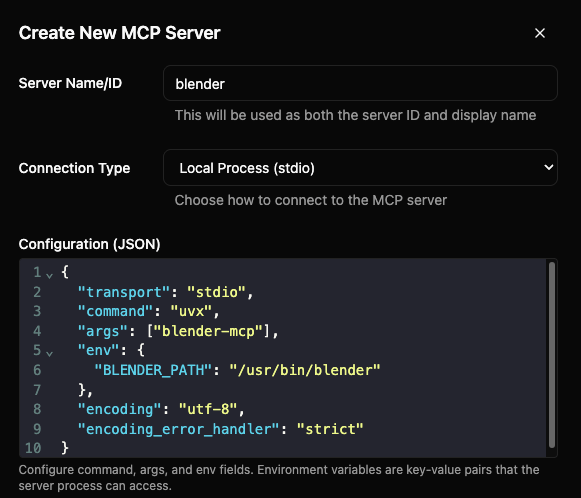 Create New MCP Server
Server Name/ID
blender
This will be used as both the server ID and display name
Connection Type
Local Process (stdio)
Choose how to connect to the MCP server
Configuration (JSON)
1 {
2   "transport": "stdio",
3   "command": "uvx",
4   "args": ["blender-mcp"],
5   "env": {
6     "BLENDER_PATH": "/usr/bin/blender"
7   },
8   "encoding": "utf-8",
9   "encoding_error_handler": "strict"
10 }
Configure command, args, and env fields. Environment variables are key-value pairs that the
server process can access.